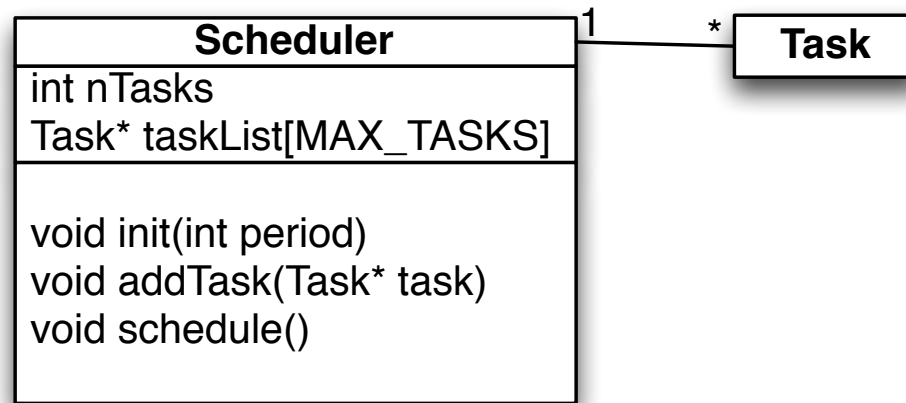 Scheduler
int nTasks
Task* taskList[MAX_TASKS]
void init(int period)
void addTask(Task* task)
void schedule()
1
*
Task